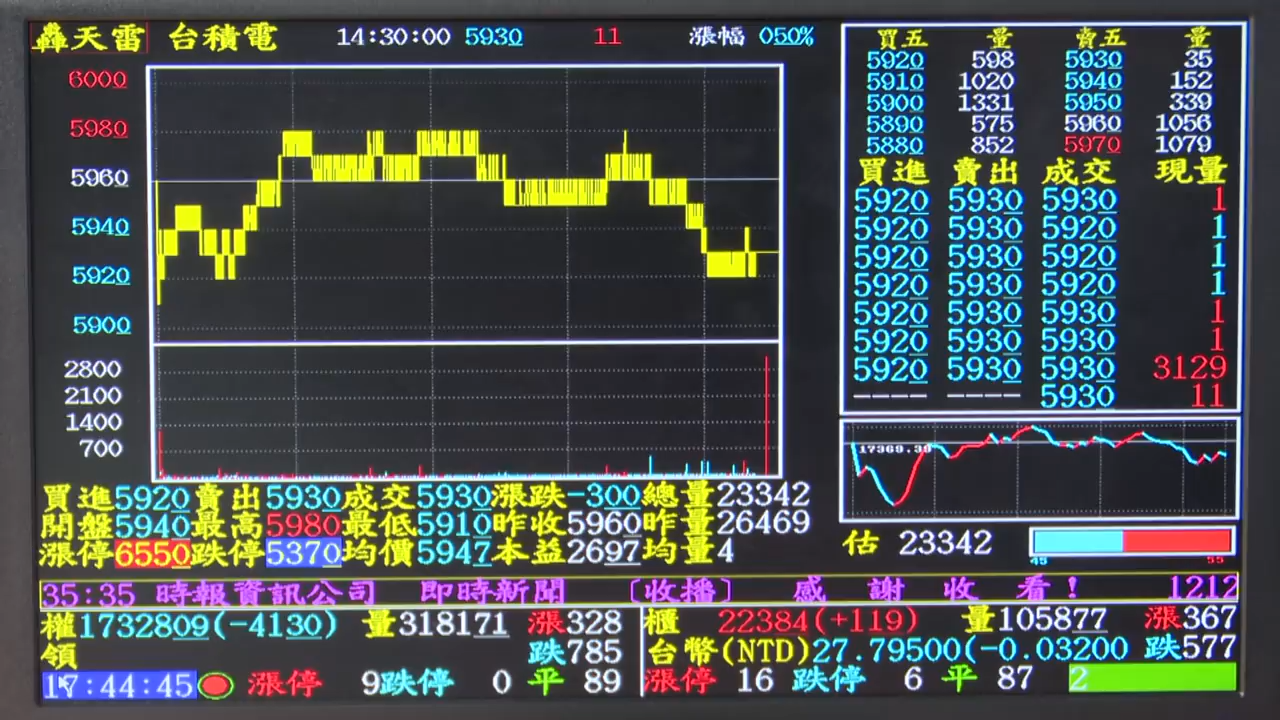 轟天雷 台積電 14:30:00 5930 11 漲幅 050%
6000
5980
5960
5940
5920
5900
2800
2100
1400
700
買五 量 賣五 量
5920 598 5930 35
5910 1020 5940 152
5900 1331 5950 339
5890 575 5960 1056
5880 852 5970 1079
買進 賣出 成交 現量
5920 5930 5930 1
5920 5930 5920 1
5920 5930 5920 1
5920 5930 5920 1
5920 5930 5930 1
5920 5930 5930 1
5920 5930 5930 3129
---- ---- 5930 11
買進5920賣出5930成交5930漲跌-300總量23342
開盤5940最高5980最低5910昨收5960昨量26469
漲停6550跌停5370均價5947本益2697均量4
估 23342
45 55
35:35 時報資訊公司 即時新聞 〔收播〕 感謝收看! 1212
權1732809(-4130) 量318171 漲328
領 跌785
17:44:45 漲停 9跌停 0 平 89
櫃 22384(+119) 量105877 漲367
台幣(NTD)27.79500(-0.03200 跌577
漲停 16 跌停 6 平 87 2